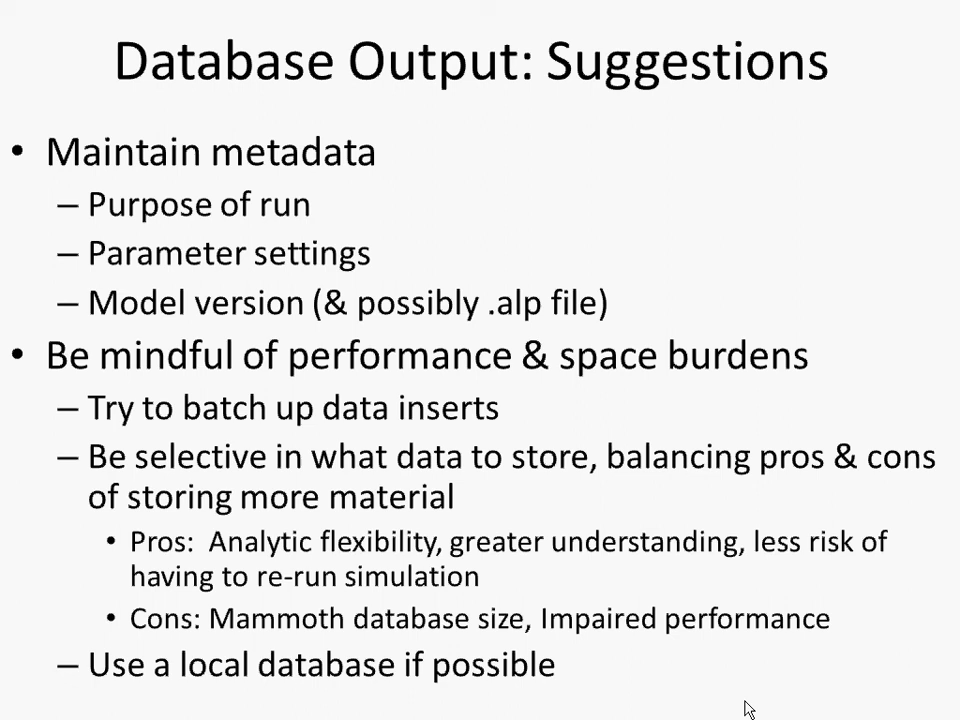 Database Output: Suggestions
• Maintain metadata
– Purpose of run
– Parameter settings
– Model version (& possibly .alp file)
• Be mindful of performance & space burdens
– Try to batch up data inserts
– Be selective in what data to store, balancing pros & cons
of storing more material
• Pros:  Analytic flexibility, greater understanding, less risk of
having to re-run simulation
• Cons: Mammoth database size, Impaired performance
– Use a local database if possible